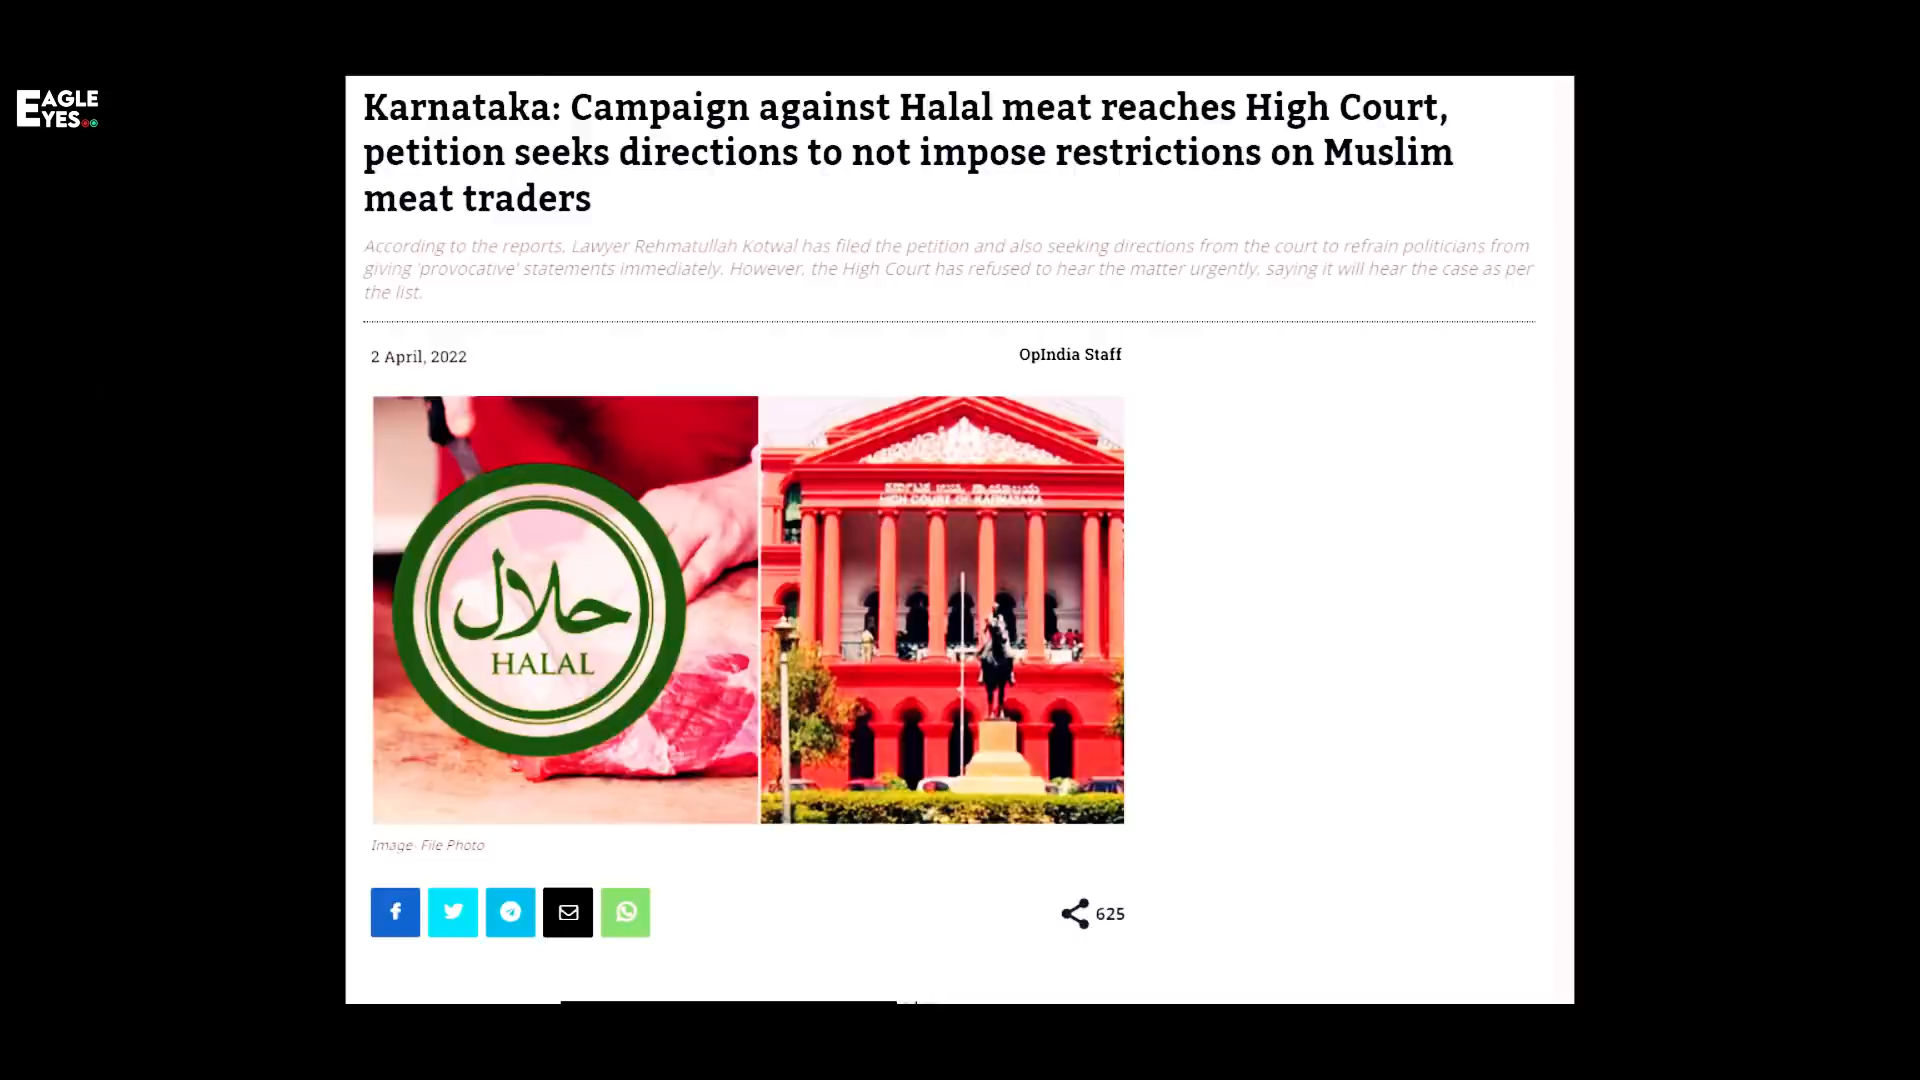 EAGLE
EYES
Karnataka: Campaign against Halal meat reaches High Court,
petition seeks directions to not impose restrictions on Muslim
meat traders
According to the reports, Lawyer Rehmatullah Kotwal has filed the petition and also seeking directions from the court to refrain politicians from
giving 'provocative' statements immediately. However, the High Court has refused to hear the matter urgently, saying it will hear the case as per
the list.
2 April, 2022
OpIndia Staff
HIGH COURT OF KARNATAKA
حلال
HALAL
Image- File Photo
625